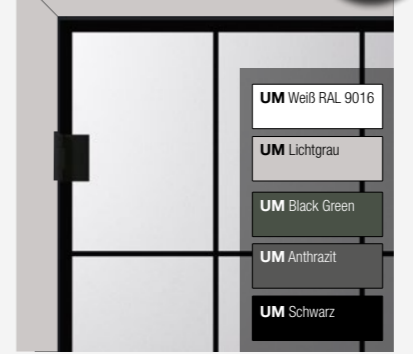 UM Weiß RAL 9016
UM Lichtgrau
UM Black Green
UM Anthrazit
UM Schwarz